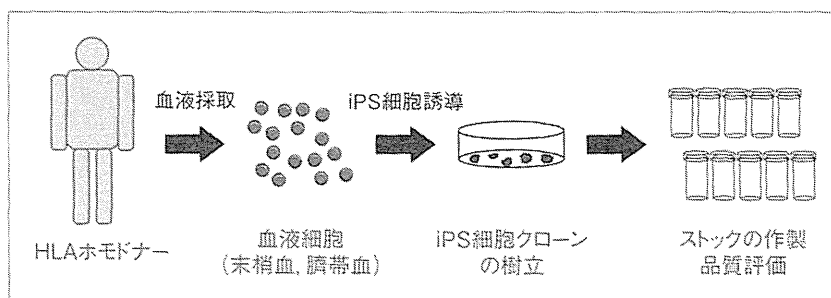 血液採取
iPS細胞誘導
HLAホモドナー
血液細胞
(末梢血, 臍帯血)
iPS細胞クローン
の樹立
ストックの作製
品質評価